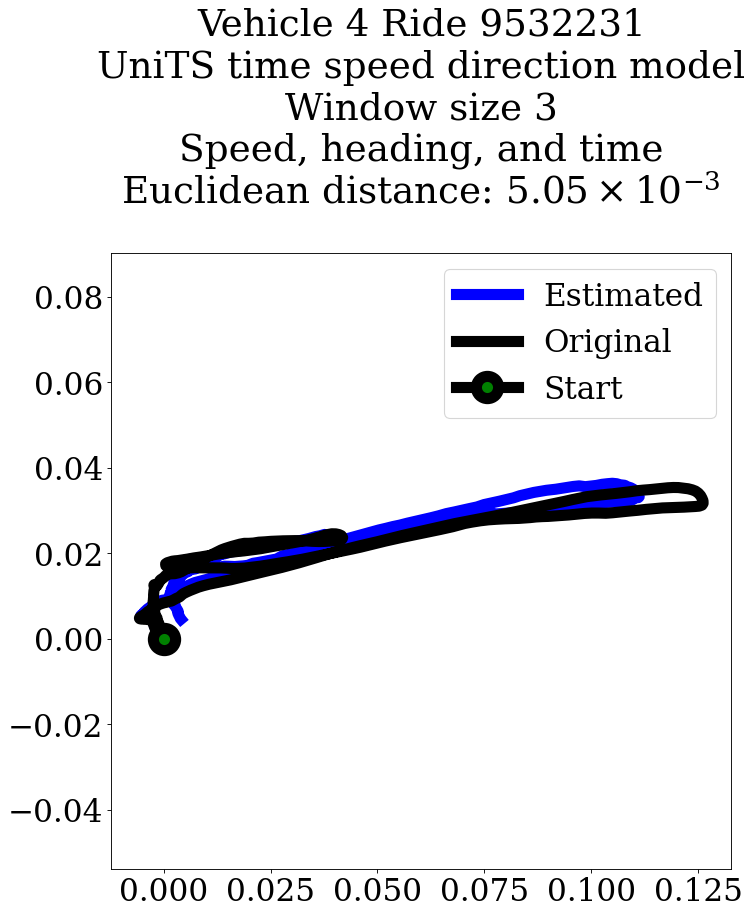 Vehicle 4 Ride 9532231
UniTS time speed direction model
Window size 3
Speed, heading, and time
Euclidean distance: 5.05 × 10⁻³
Estimated
Original
Start
0.08
0.06
0.04
0.02
0.00
−0.02
−0.04
0.000 0.025 0.050 0.075 0.100 0.125